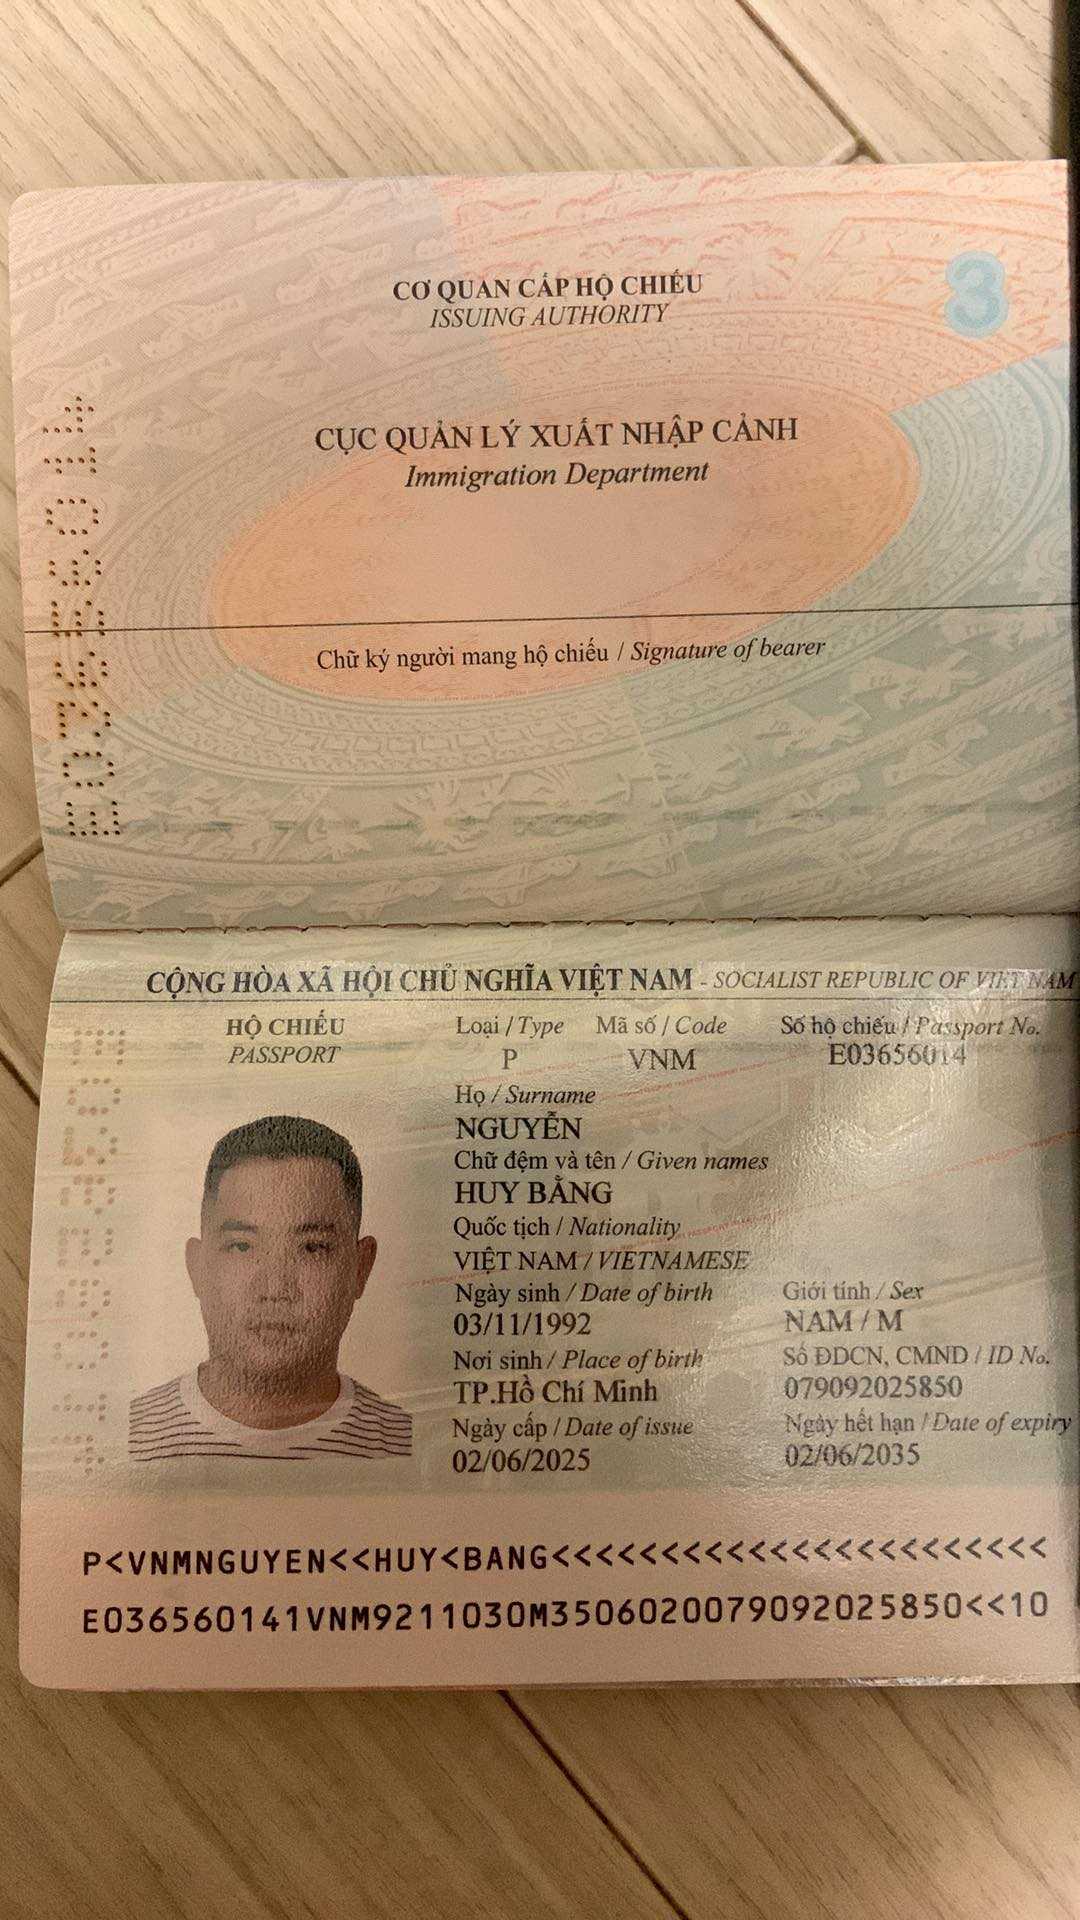 3
CƠ QUAN CẤP HỘ CHIẾU
ISSUING AUTHORITY
CỤC QUẢN LÝ XUẤT NHẬP CẢNH
Immigration Department
Chữ ký người mang hộ chiếu / Signature of bearer
E03656014
CỘNG HÒA XÃ HỘI CHỦ NGHĨA VIỆT NAM - SOCIALIST REPUBLIC OF VIET NAM
HỘ CHIẾU
PASSPORT
Loại / Type Mã số / Code Số hộ chiếu / Passport No.
P VNM E03656014
Họ / Surname
NGUYỄN
Chữ đệm và tên / Given names
HUY BẰNG
Quốc tịch / Nationality
VIỆT NAM / VIETNAMESE
Ngày sinh / Date of birth Giới tính / Sex
03/11/1992 NAM / M
Nơi sinh / Place of birth Số ĐDCN, CMND / ID No.
TP.Hồ Chí Minh 079092025850
Ngày cấp / Date of issue Ngày hết hạn / Date of expiry
02/06/2025 02/06/2035
P<VNMNGUYEN<<HUY<BANG<<<<<<<<<<<<<<<<<<<<<<<
E036560141VNM9211030M3506020079092025850<<10